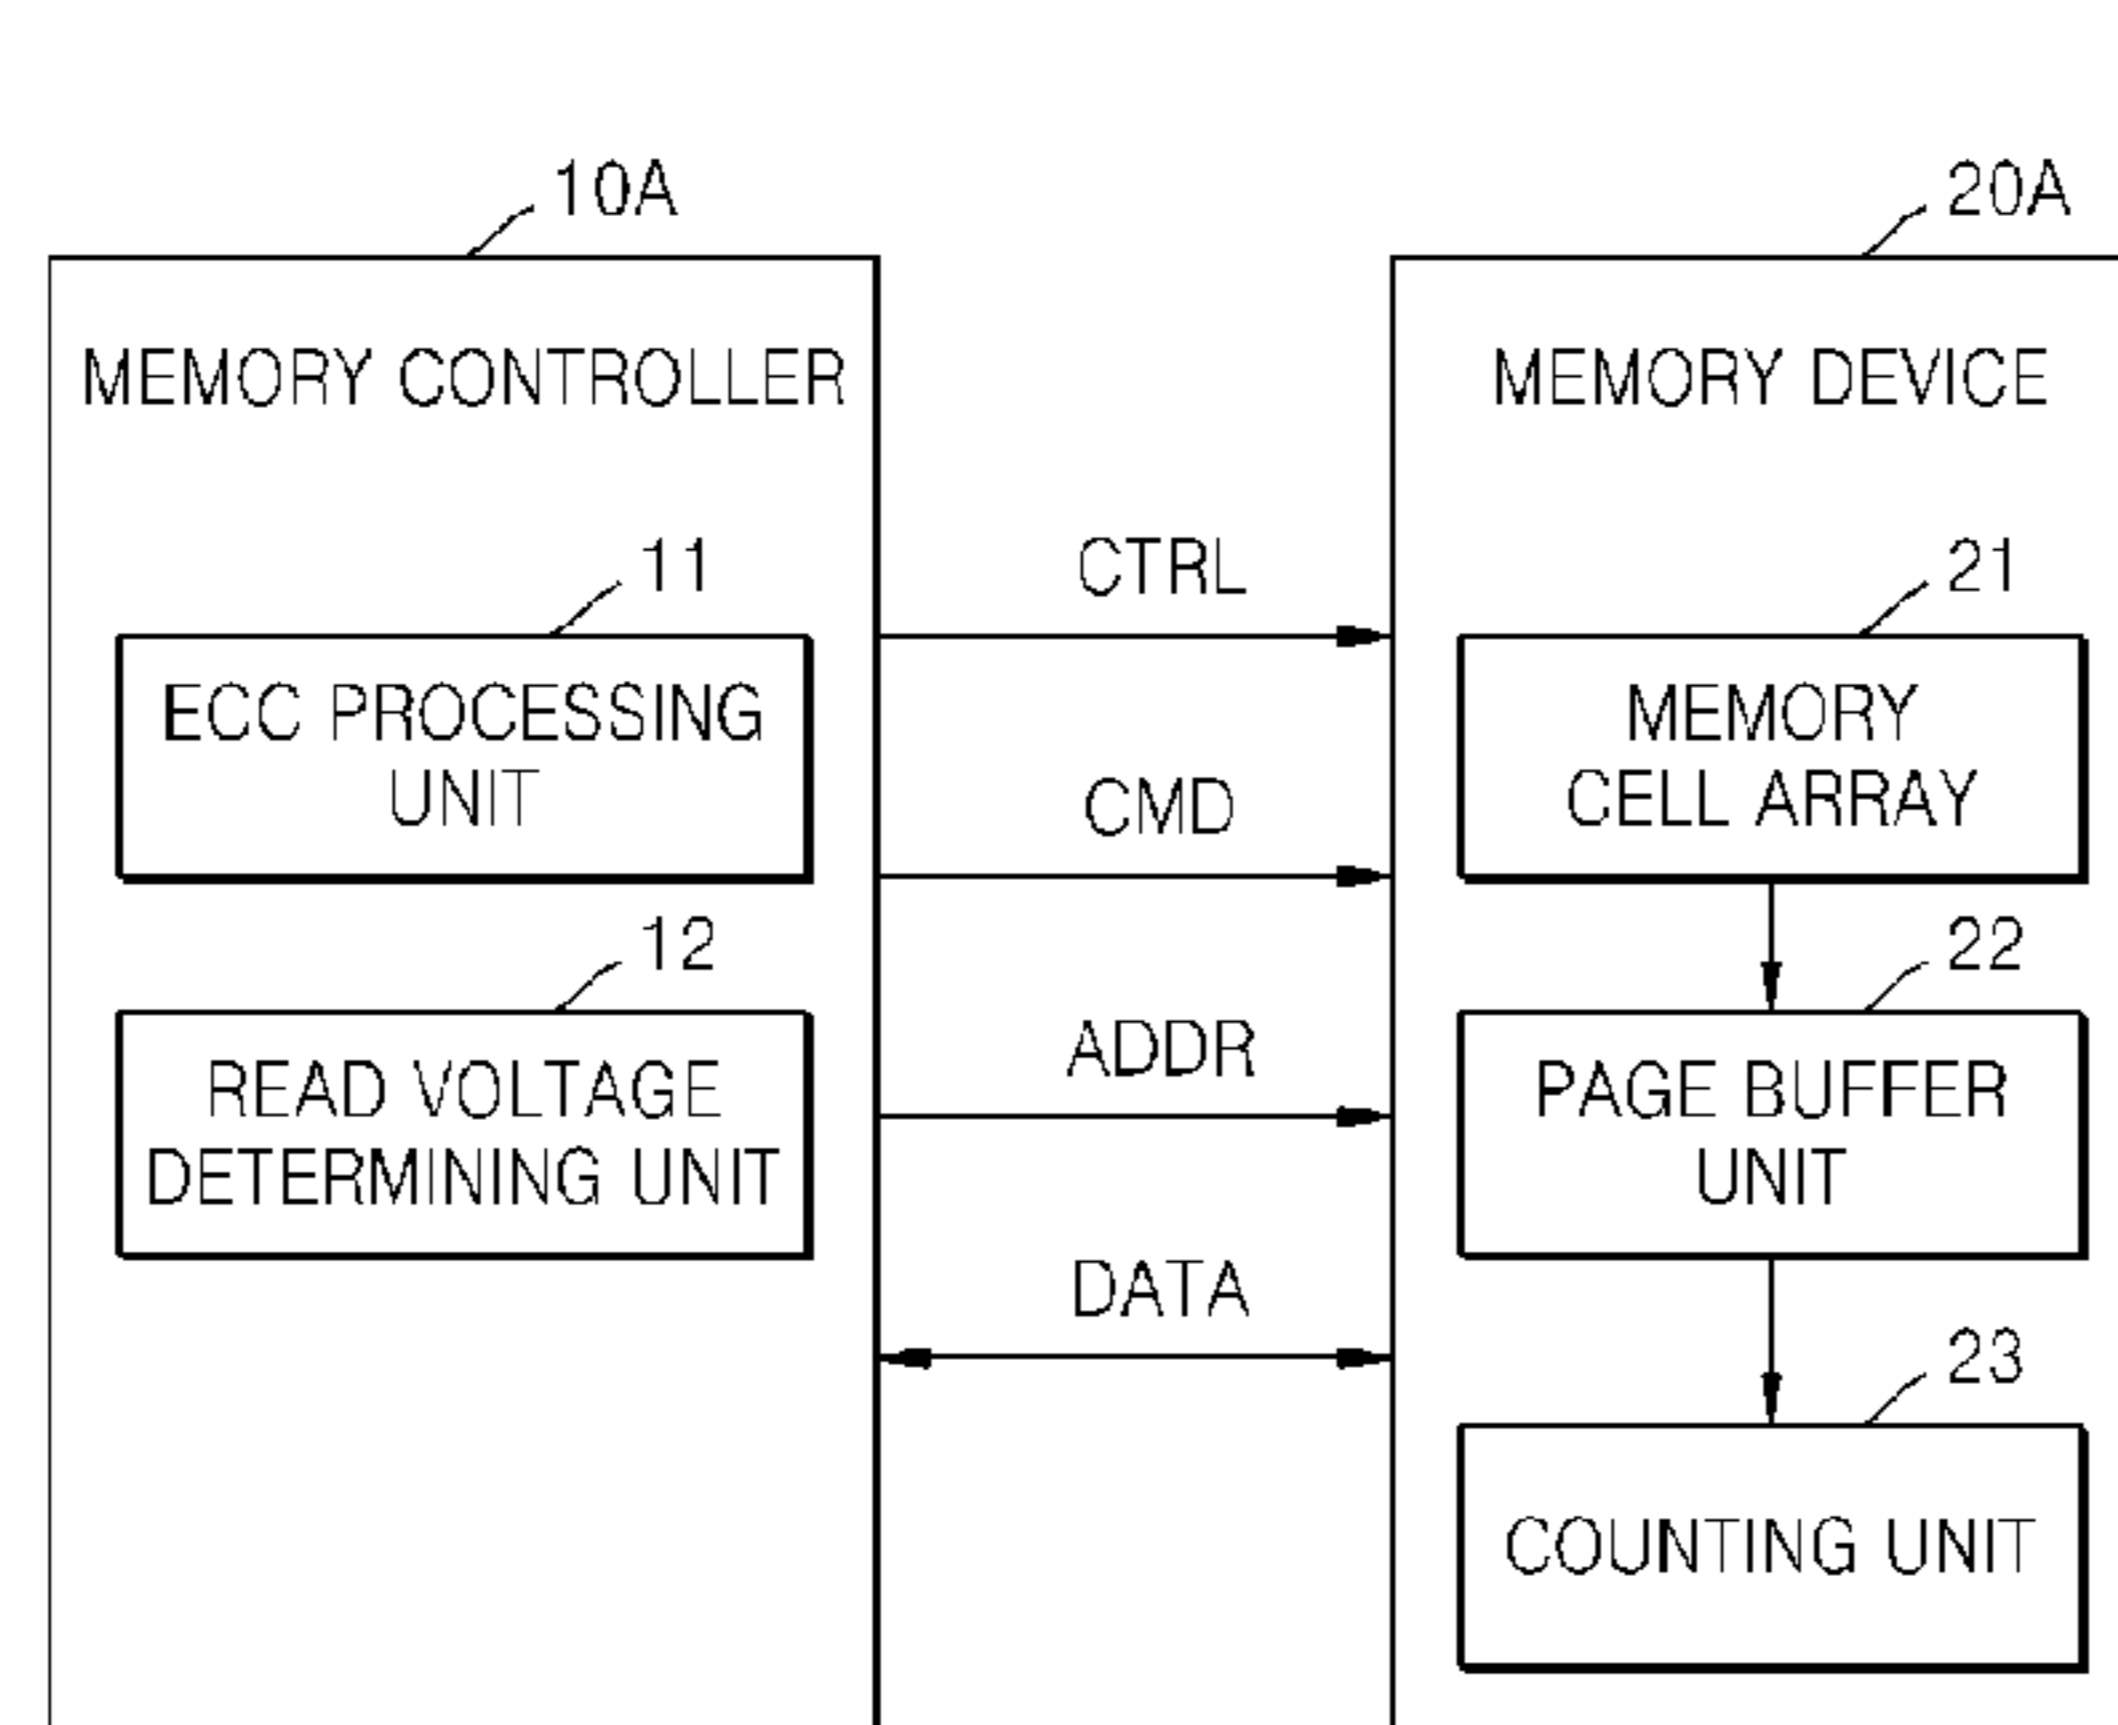 10A
MEMORY CONTROLLER
11
ECC PROCESSING
UNIT
12
READ VOLTAGE
DETERMINING UNIT
CTRL
CMD
ADDR
DATA
20A
MEMORY DEVICE
21
MEMORY
CELL ARRAY
22
PAGE BUFFER
UNIT
23
COUNTING UNIT